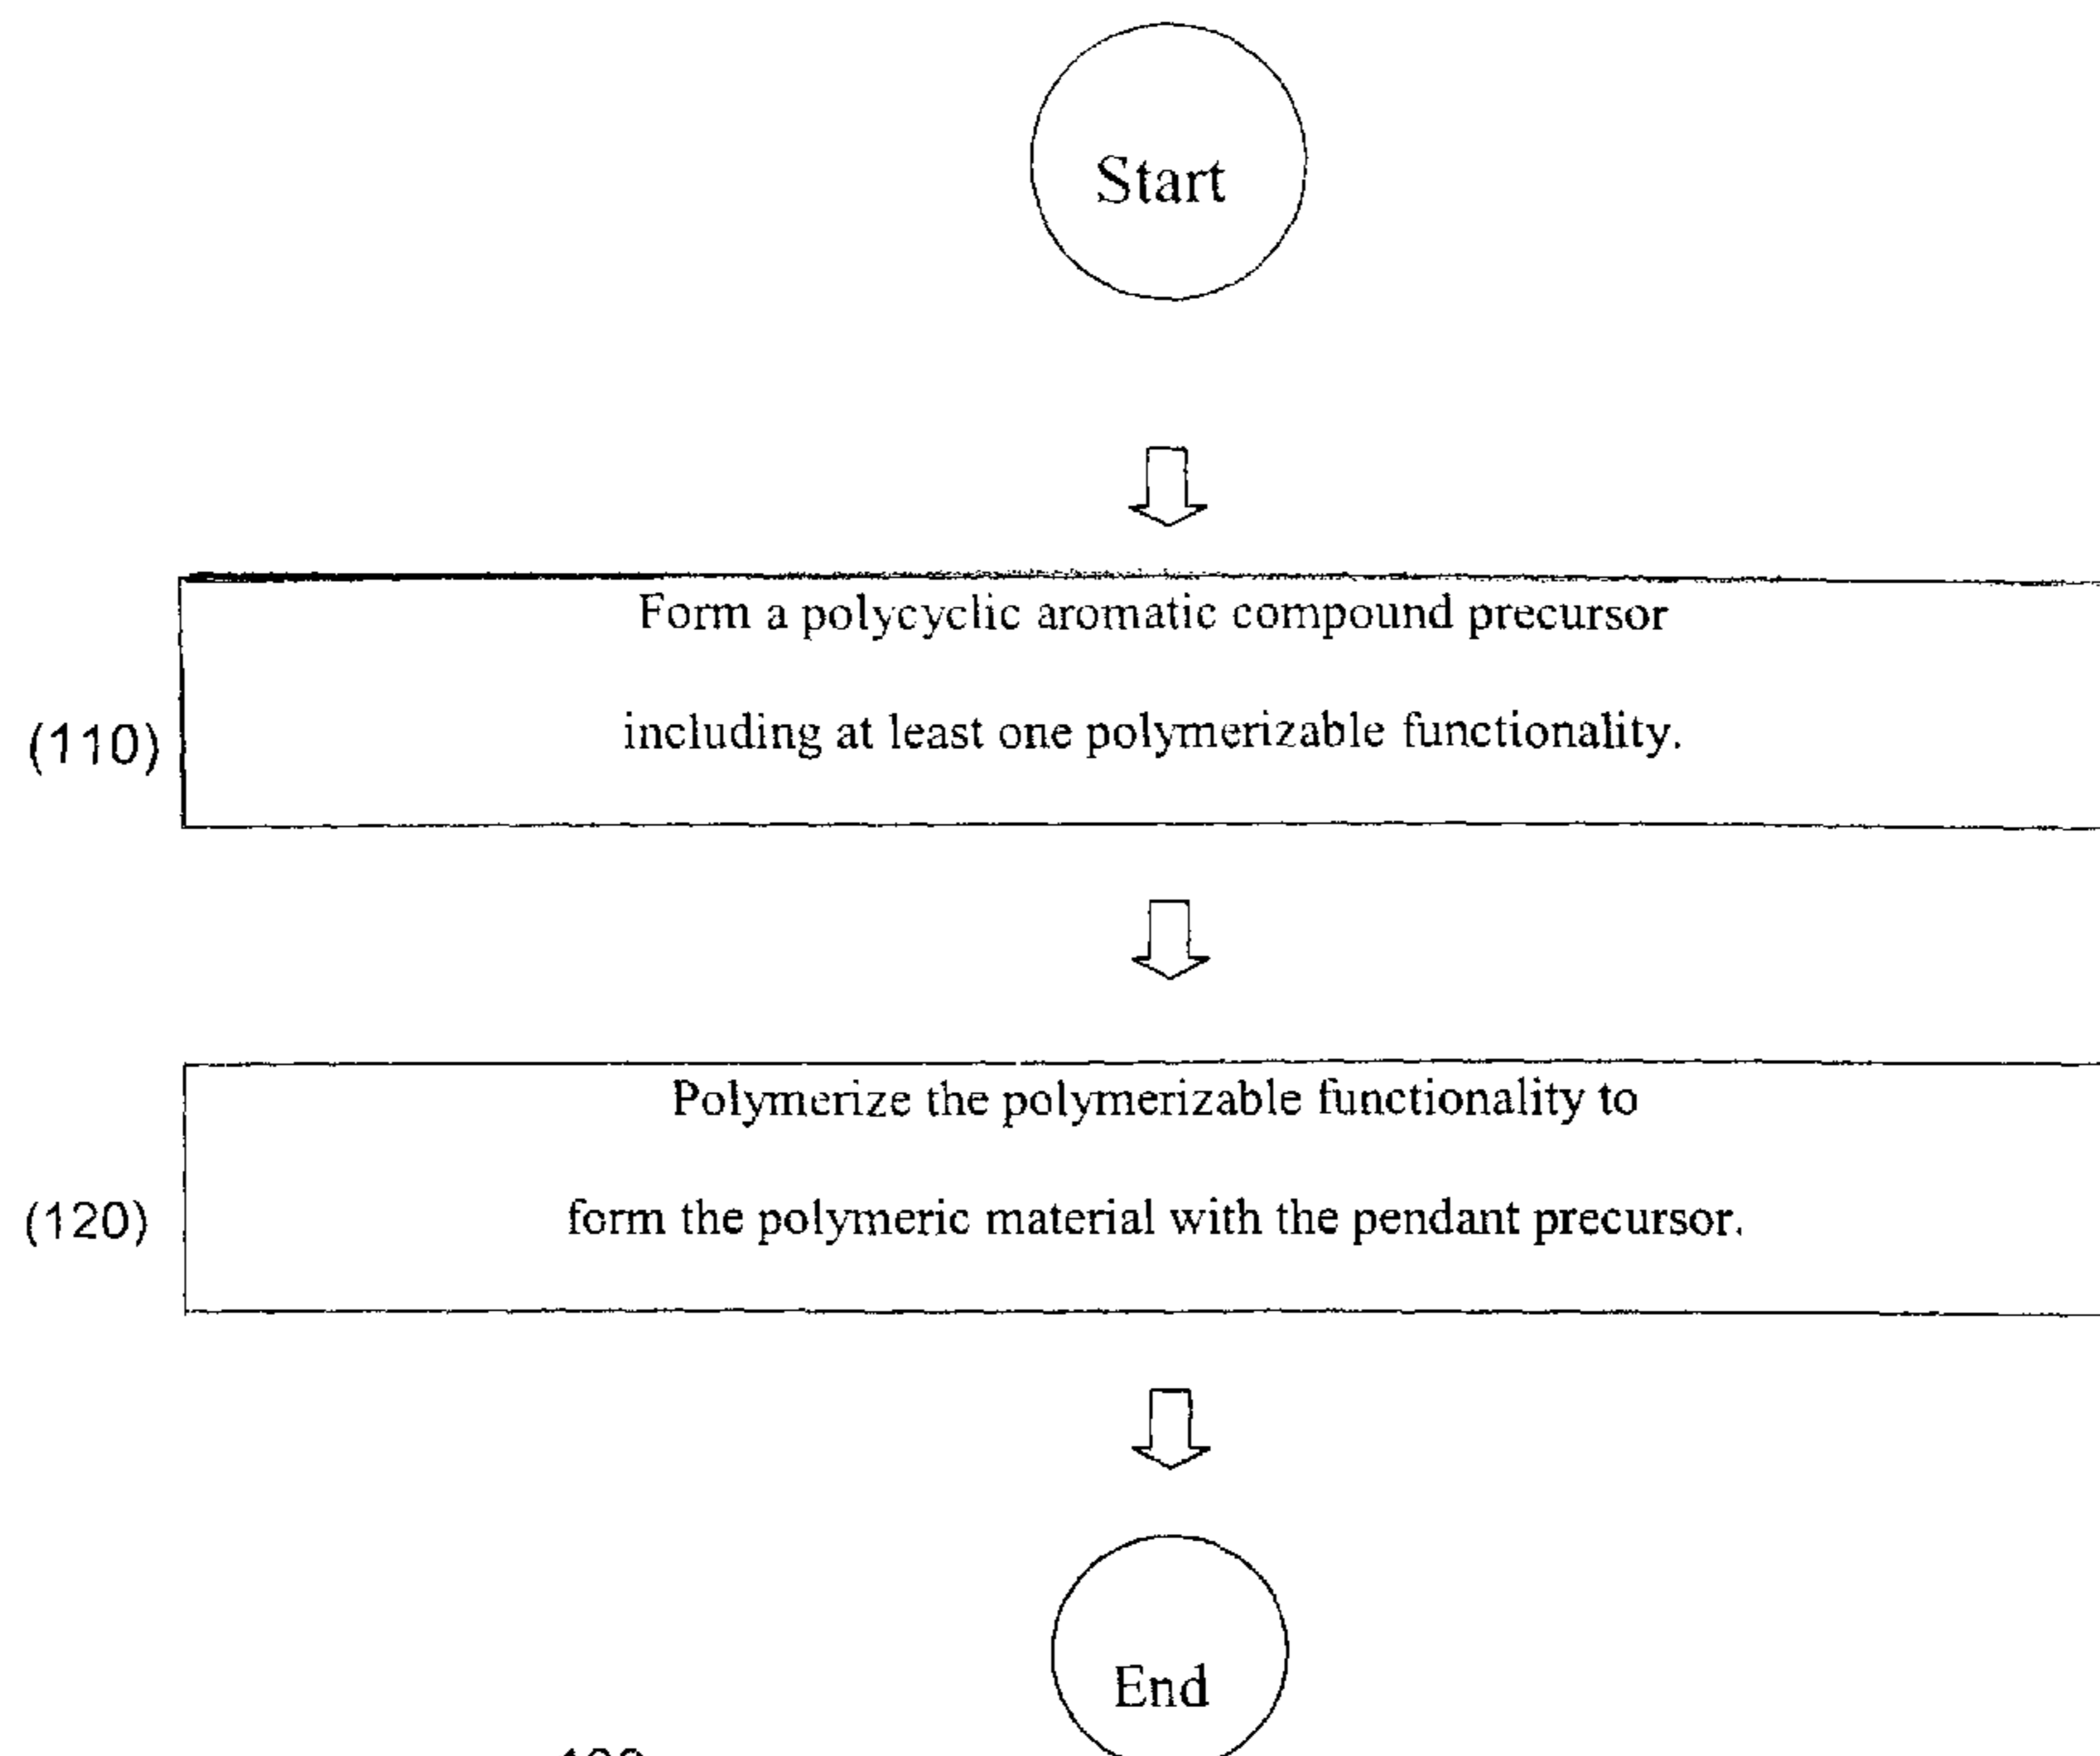 Start
Form a polycyclic aromatic compound precursor
(110)
including at least one polymerizable functionality.
Polymerize the polymerizable functionality to
(120)
form the polymeric material with the pendant precursor.
End